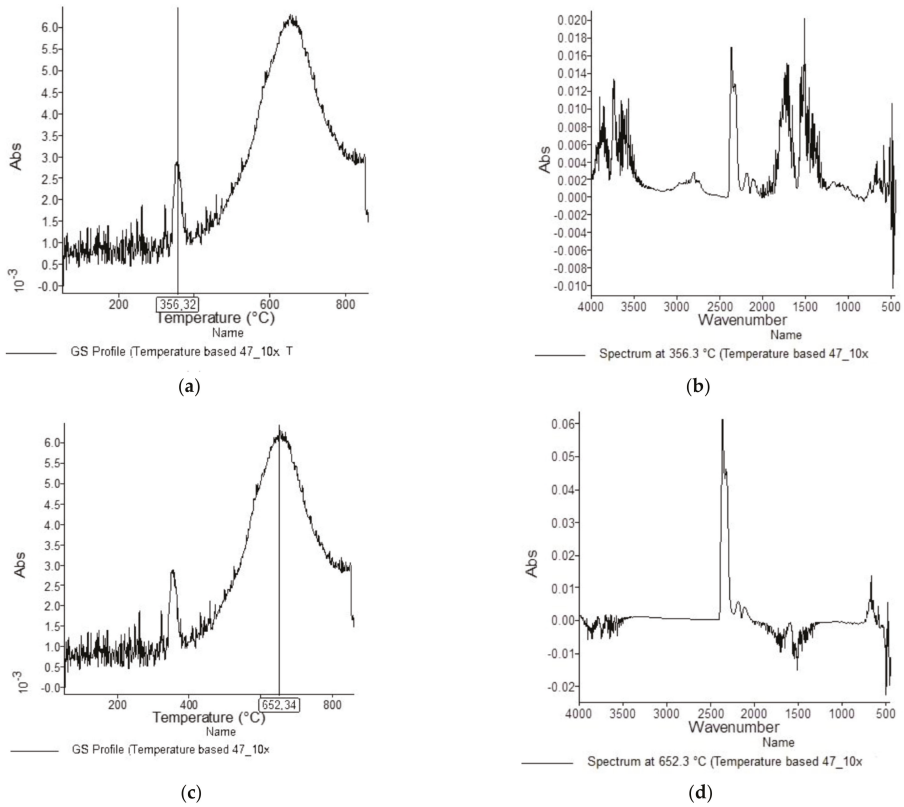 6.0
5.5
5.0
4.5
4.0
3.5
3.0
2.5
2.0
1.5
1.0
0.5
-0.0
Abs
10-3
200 400 600 800
356,32
Temperature (°C)
Name
GS Profile (Temperature based 47_10x T
(a)
0.020
0.018
0.016
0.014
0.012
0.010
0.008
0.006
0.004
0.002
0.000
-0.002
-0.004
-0.006
-0.008
-0.010
Abs
4000 3500 3000 2500 2000 1500 1000 500
Wavenumber
Name
Spectrum at 356.3 °C (Temperature based 47_10x
(b)
6.0
5.5
5.0
4.5
4.0
3.5
3.0
2.5
2.0
1.5
1.0
0.5
-0.0
Abs
10-3
200 400 600 800
652,34
Temperature (°C)
Name
GS Profile (Temperature based 47_10x
(c)
0.06
0.05
0.04
0.03
0.02
0.01
0.00
-0.01
-0.02
Abs
4000 3500 3000 2500 2000 1500 1000 500
Wavenumber
Name
Spectrum at 652.3 °C (Temperature based 47_10x
(d)